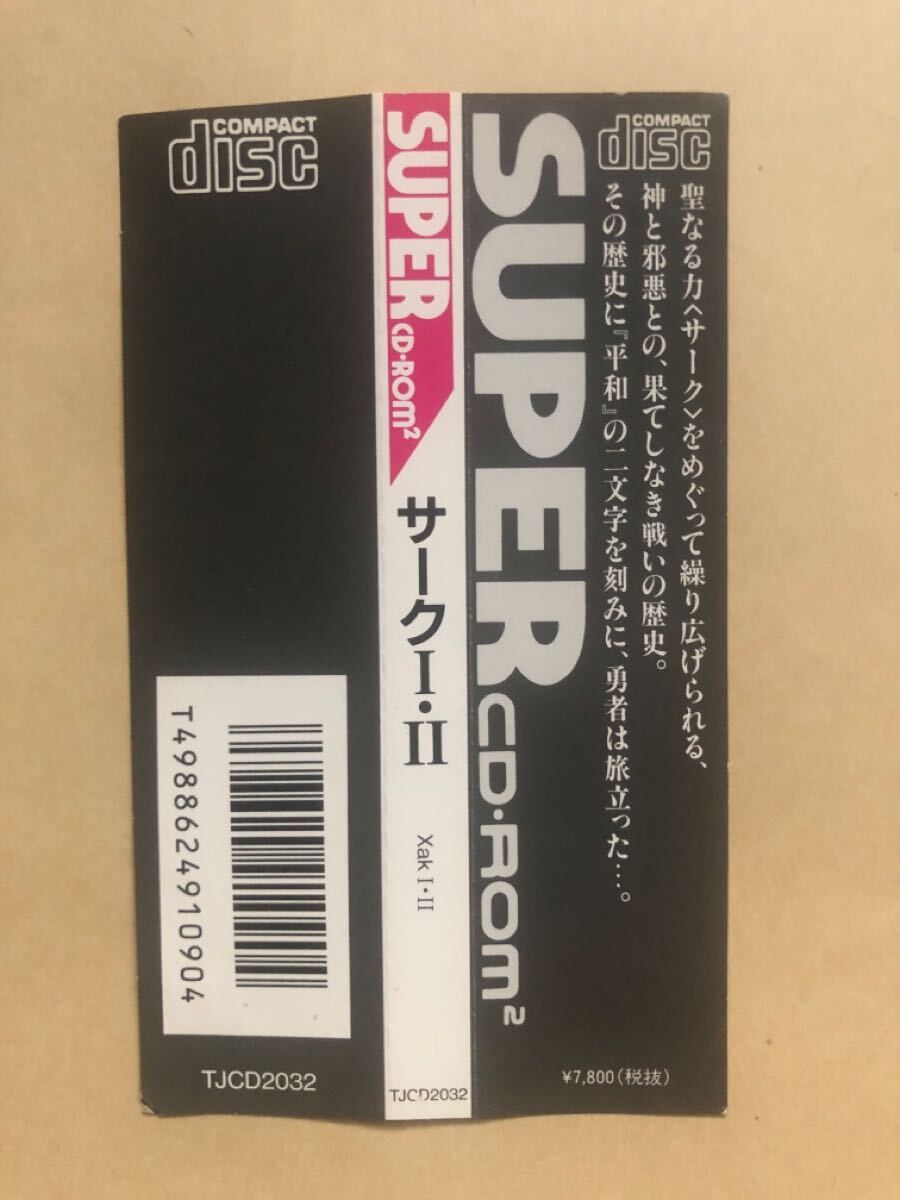 COMPACT
disc
T4988624910904
TJCD2032
SUPER
CD・ROM²
サークⅠ・Ⅱ
Xak Ⅰ・Ⅱ
TJCD2032
SUPER
CD・ROM²
COMPACT
disc
聖なる力〈サーク〉をめぐって繰り広げられる、
神と邪悪との、果てしなき戦いの歴史。
その歴史に『平和』の二文字を刻みに、勇者は旅立った…。
¥7,800(税抜)